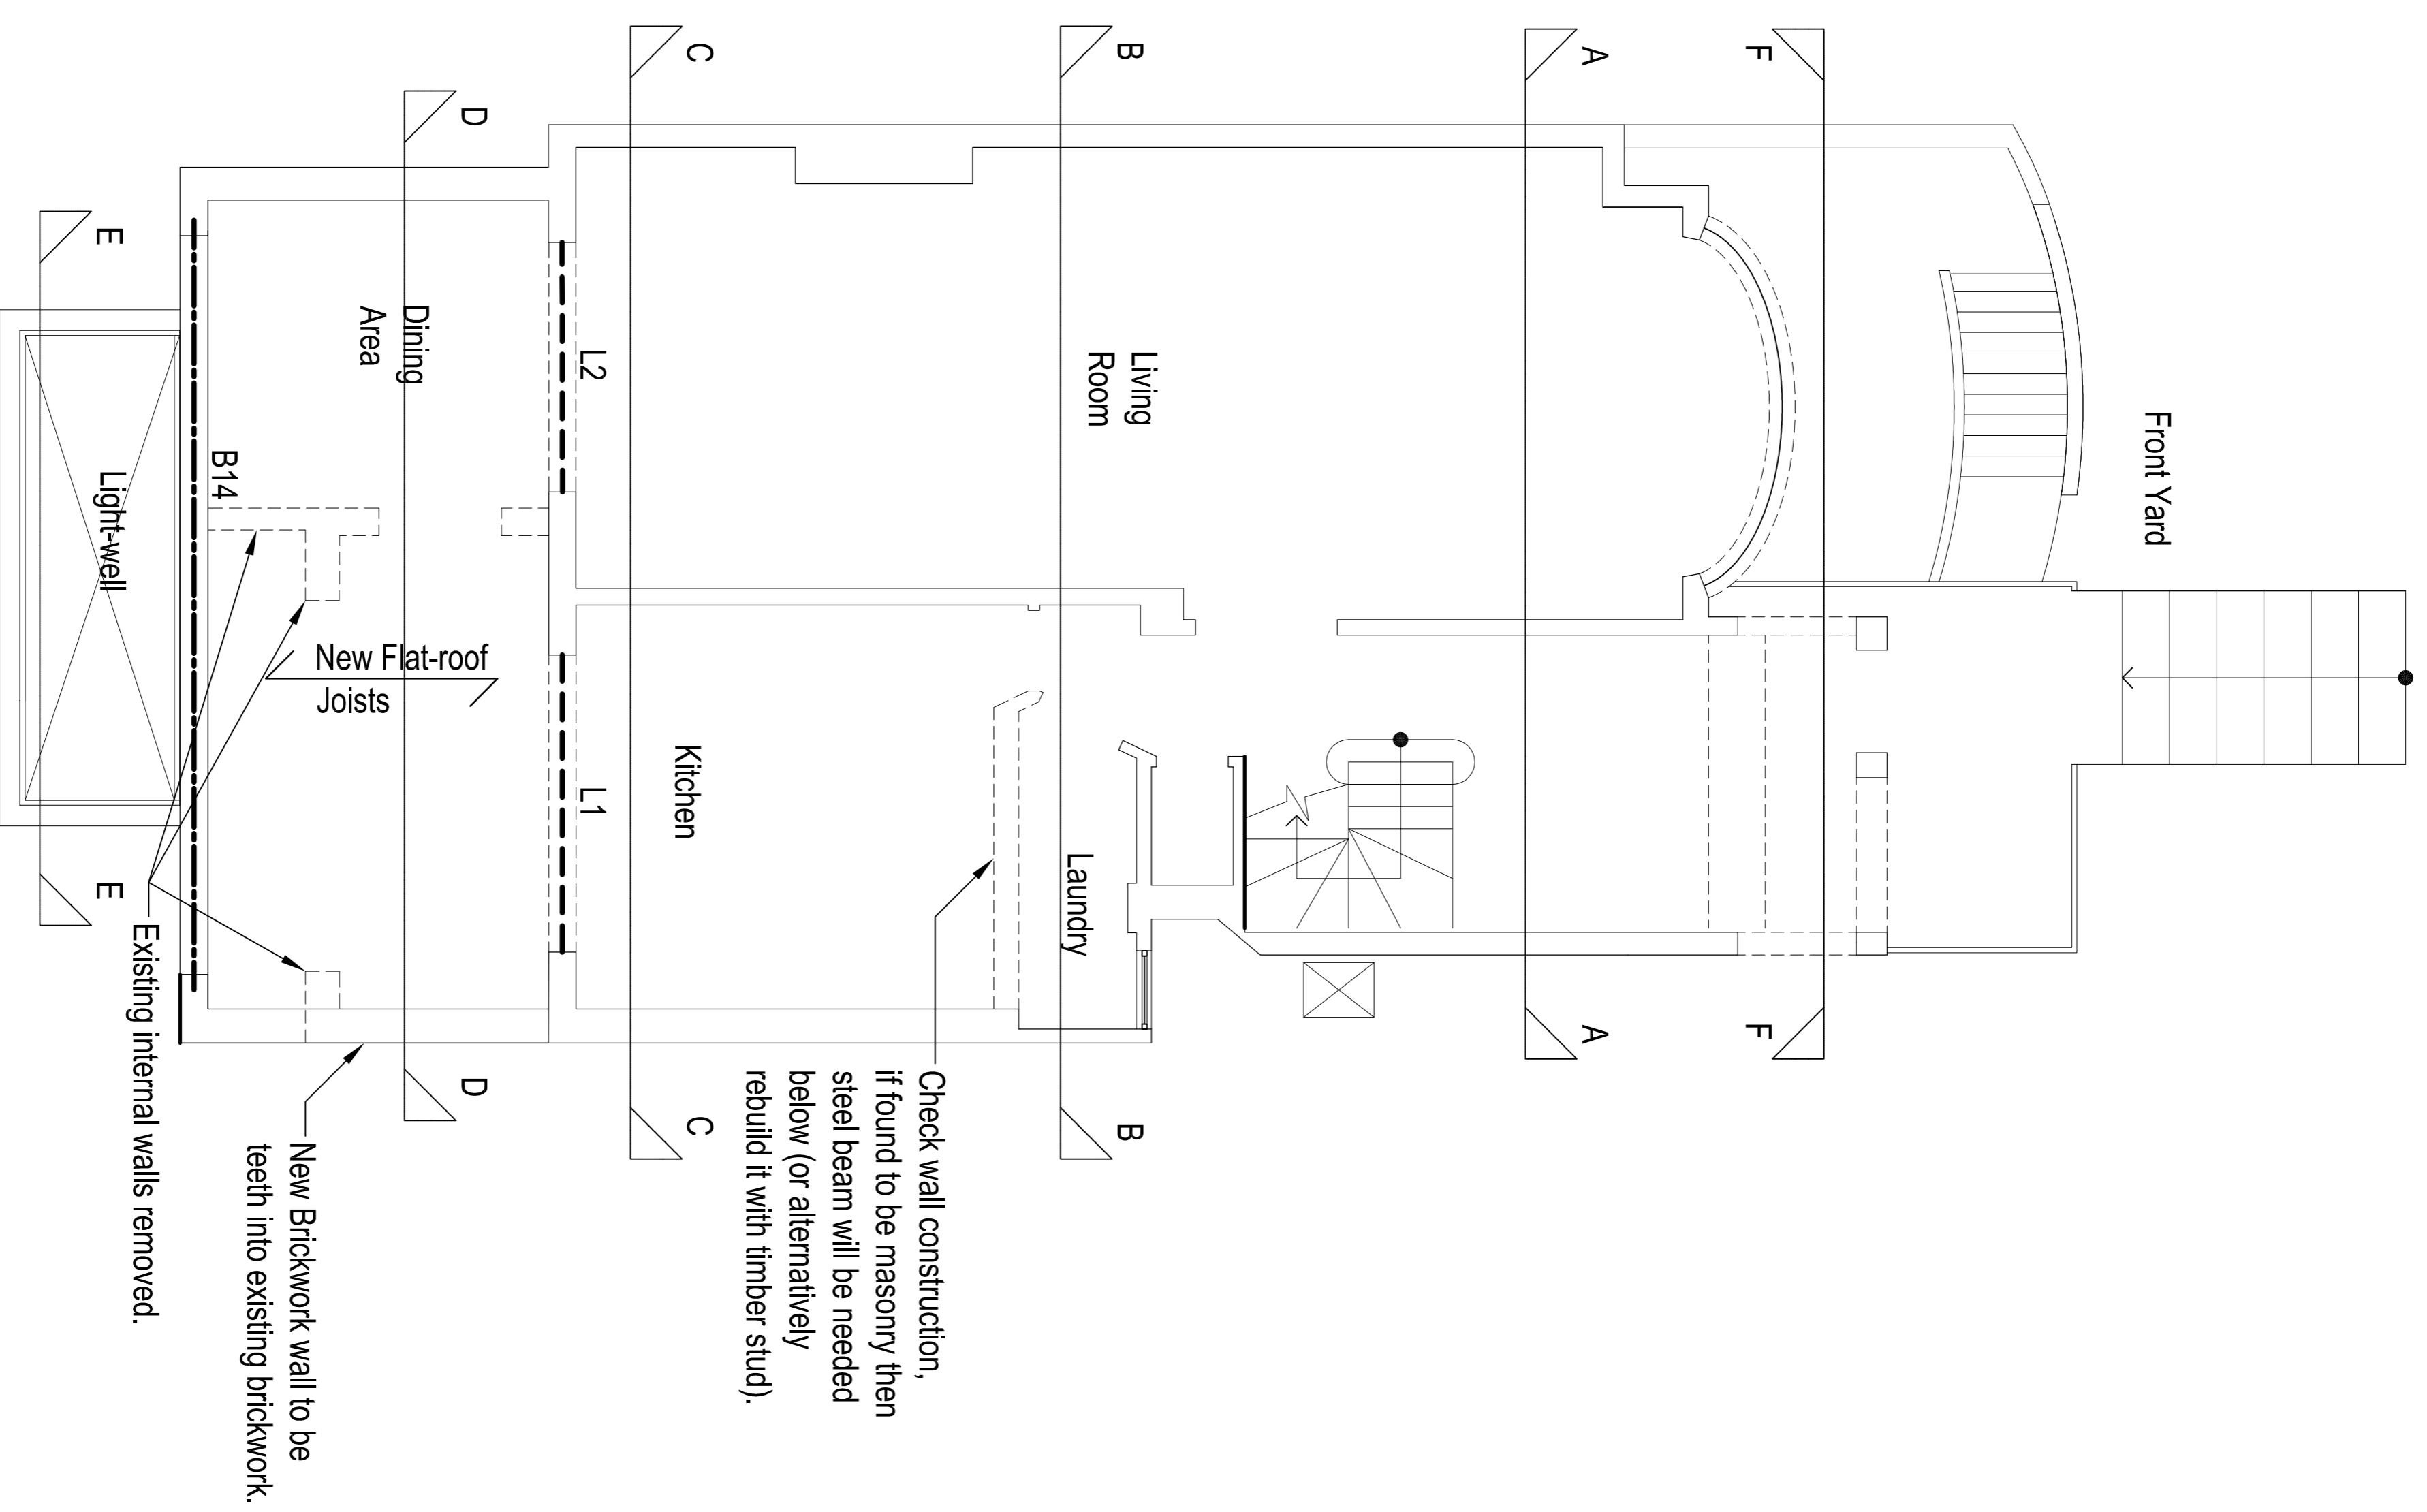 F
A
B
C
D
E
Front Yard
Living
Room
L2
Dining
Area
B14
Light-well
New Flat-roof
Joists
Kitchen
L1
Laundry
F
A
B
C
D
E
Check wall construction,
if found to be masonry then
steel beam will be needed
below (or alternatively
rebuild it with timber stud).
New Brickwork wall to be
teeth into existing brickwork.
Existing internal walls removed.